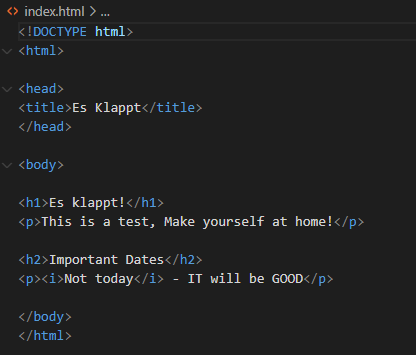 index.html > ...
<!DOCTYPE html>
<html>
<head>
<title>Es Klappt</title>
</head>
<body>
<h1>Es klappt!</h1>
<p>This is a test, Make yourself at home!</p>
<h2>Important Dates</h2>
<p><i>Not today</i> - IT will be GOOD</p>
</body>
</html>